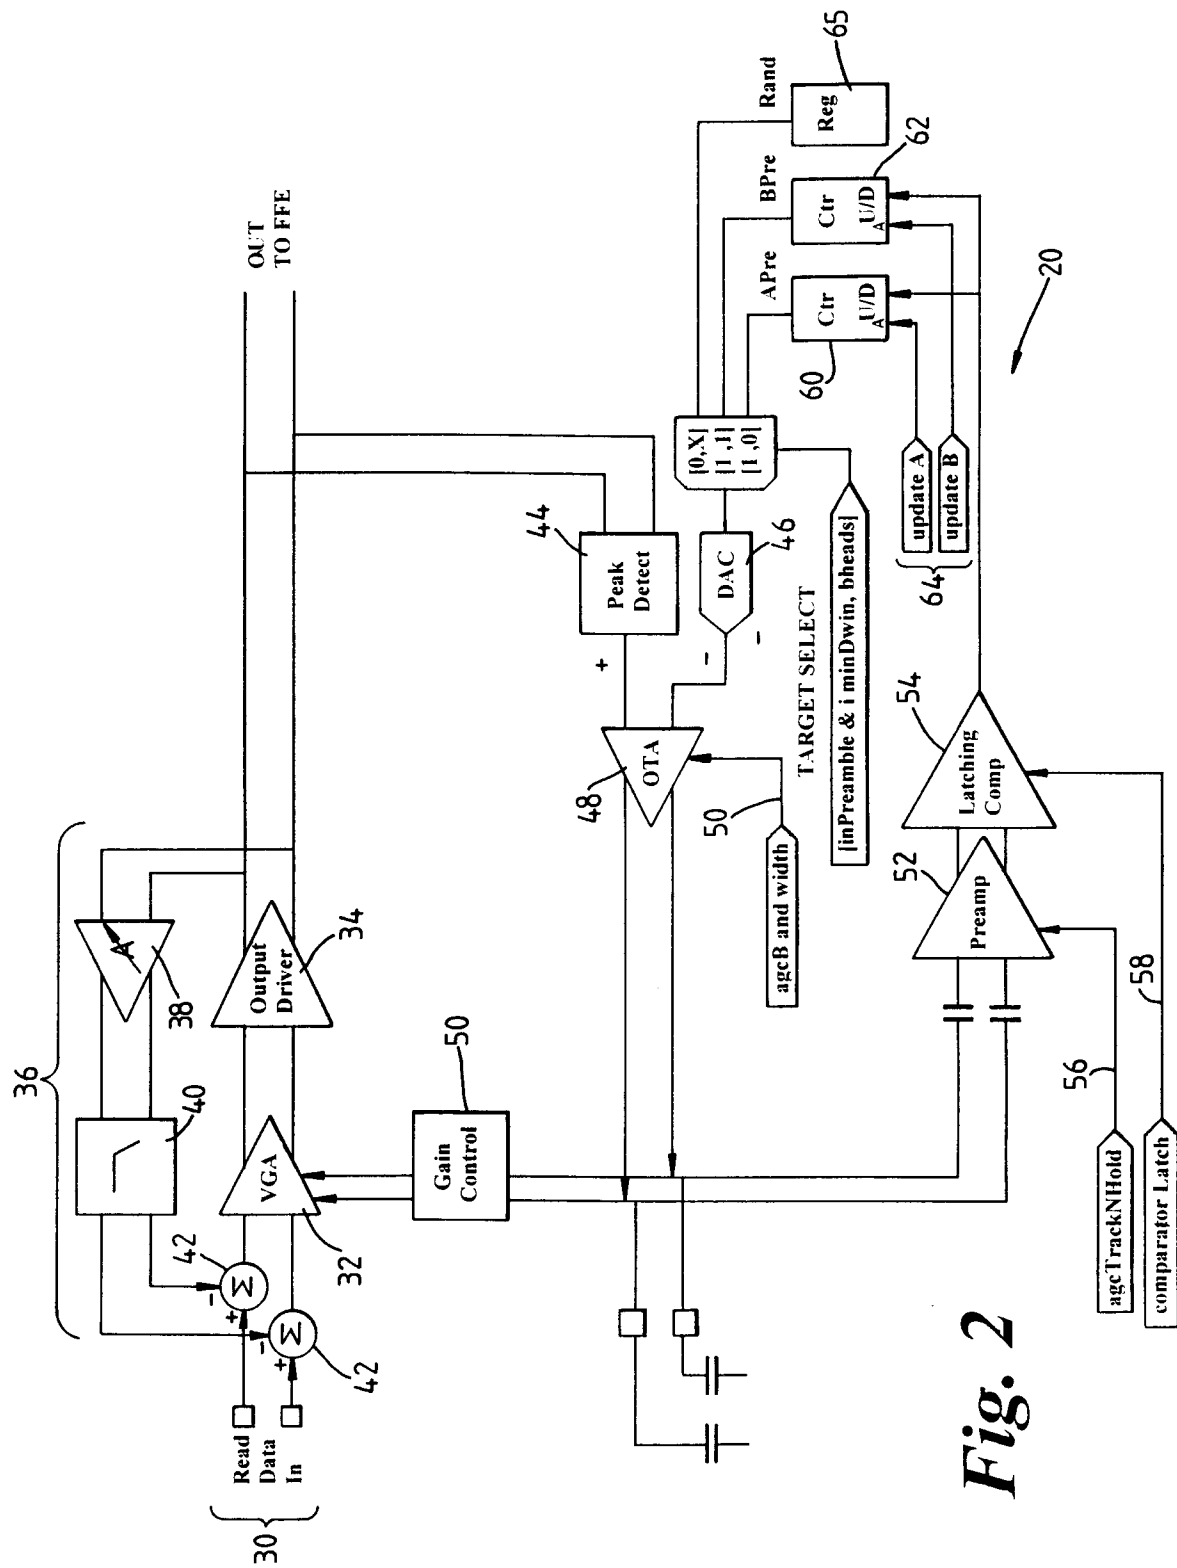 36
38
40
A
42
42
Σ
Σ
+
-
+
-
Read
Data
In
30
VGA
32
Output
Driver
34
OUT
TO FFE
Gain
Control
50
44
Peak
Detect
+
-
OTA
48
DAC
46
-
[0,X]
[1,1]
[1,0]
TARGET SELECT
[inPreamble & i minDwin, bheads]
50
agcB and width
APre
BPre
Rand
Ctr
U/D
A
60
Ctr
U/D
A
62
Reg
65
update A
update B
64
20
Preamp
52
Latching
Comp
54
56
agcTrackNHold
58
comparator Latch
Fig. 2